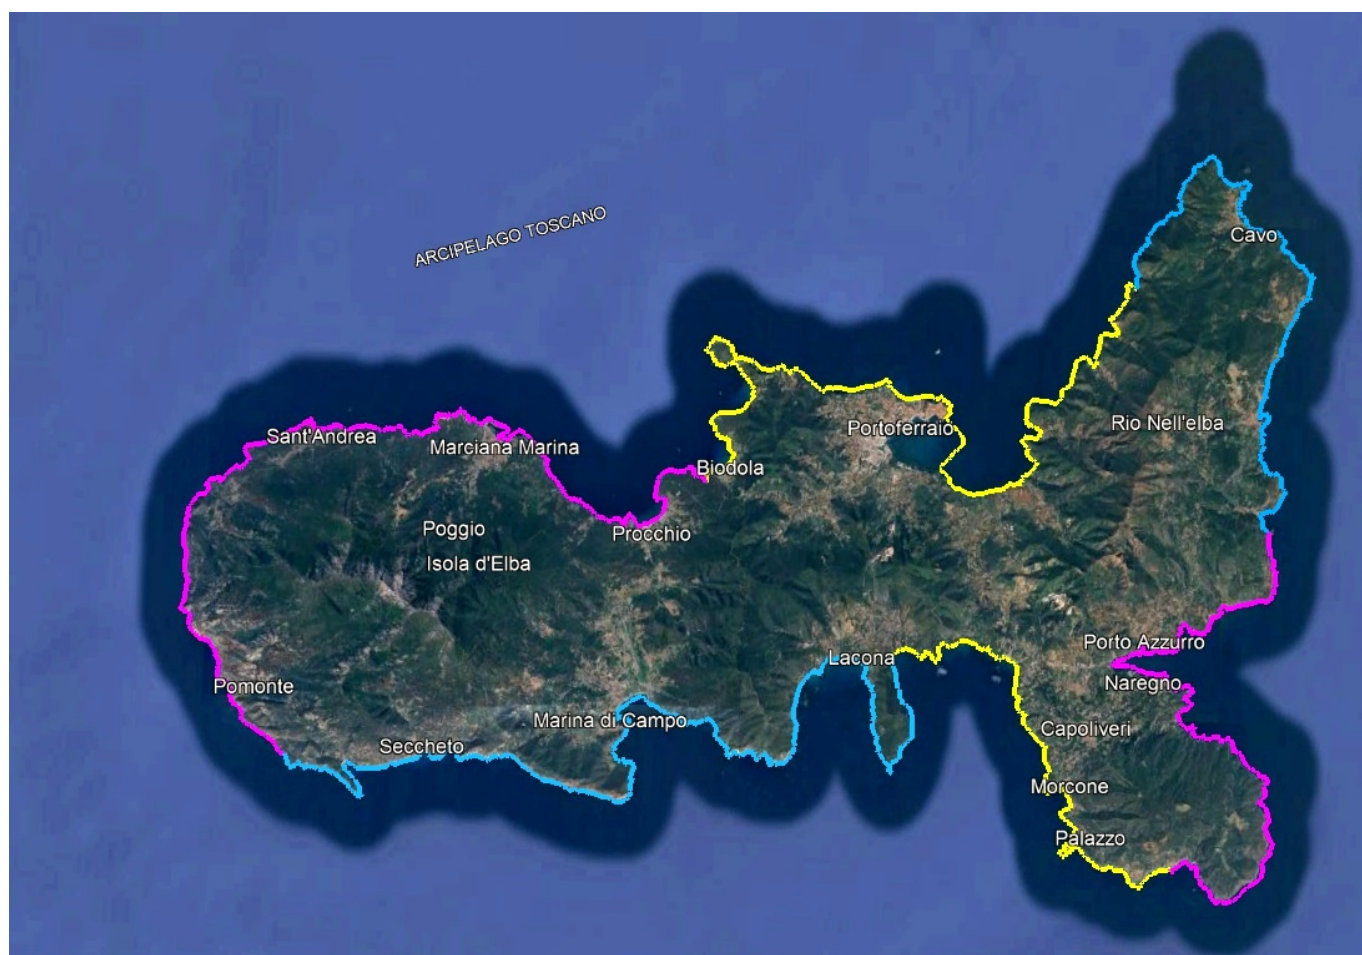 ARCIPELAGO TOSCANO
Cavo
Rio Nell'elba
Portoferraio
Sant'Andrea
Marciana Marina
Biodola
Poggio
Procchio
Isola d'Elba
Porto Azzurro
Lacona
Naregno
Pomonte
Marina di Campo
Capoliveri
Seccheto
Morcone
Palazzo